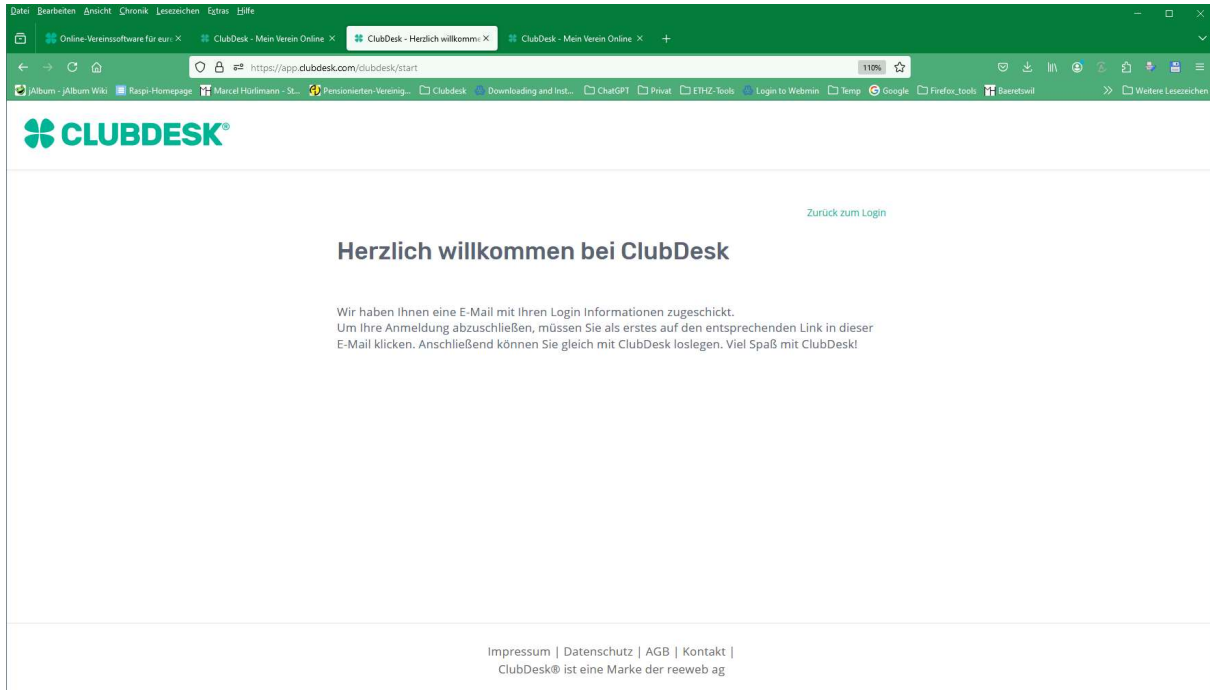 Datei Bearbeiten Ansicht Chronik Lesezeichen Extras Hilfe
Online-Vereinssoftware für eure
ClubDesk - Mein Verein Online
ClubDesk - Herzlich willkomme
ClubDesk - Mein Verein Online
https://app.clubdesk.com/clubdesk/start
110%
jAlbum - jAlbum Wiki Raspi-Homepage Marcel Hürlimann - St... Pensionierten-Vereinig... Clubdesk Downloading and Inst... ChatGPT Privat ETHZ-Tools Login to Webmin Temp Google Firefox_tools Baeretswil Weitere Lesezeichen
CLUBDESK®
Zurück zum Login
Herzlich willkommen bei ClubDesk
Wir haben Ihnen eine E-Mail mit Ihren Login Informationen zugeschickt.
Um Ihre Anmeldung abzuschließen, müssen Sie als erstes auf den entsprechenden Link in dieser
E-Mail klicken. Anschließend können Sie gleich mit ClubDesk loslegen. Viel Spaß mit ClubDesk!
Impressum | Datenschutz | AGB | Kontakt |
ClubDesk® ist eine Marke der reeweb ag